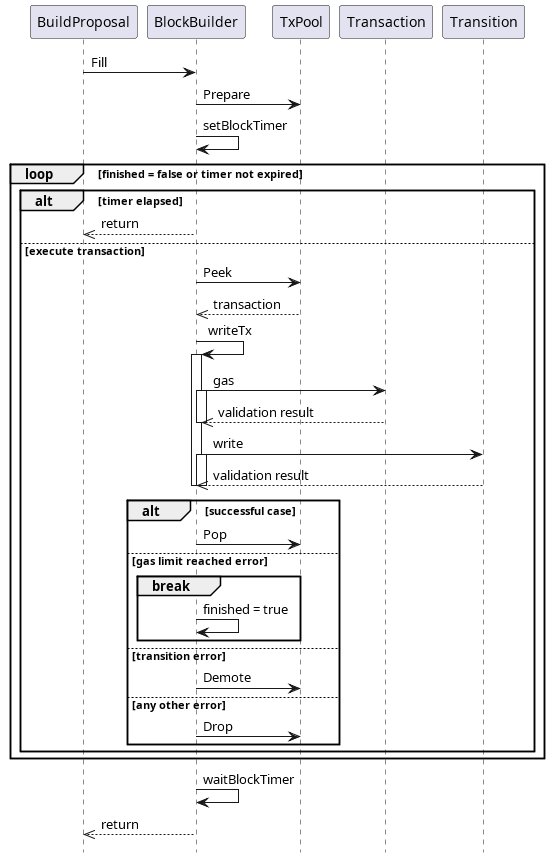 BuildProposal BlockBuilder TxPool Transaction Transition
Fill
Prepare
setBlockTimer
loop [finished = false or timer not expired]
alt [timer elapsed]
return
[execute transaction]
Peek
transaction
writeTx
gas
validation result
write
validation result
alt [successful case]
Pop
[gas limit reached error]
break
finished = true
[transition error]
Demote
[any other error]
Drop
waitBlockTimer
return